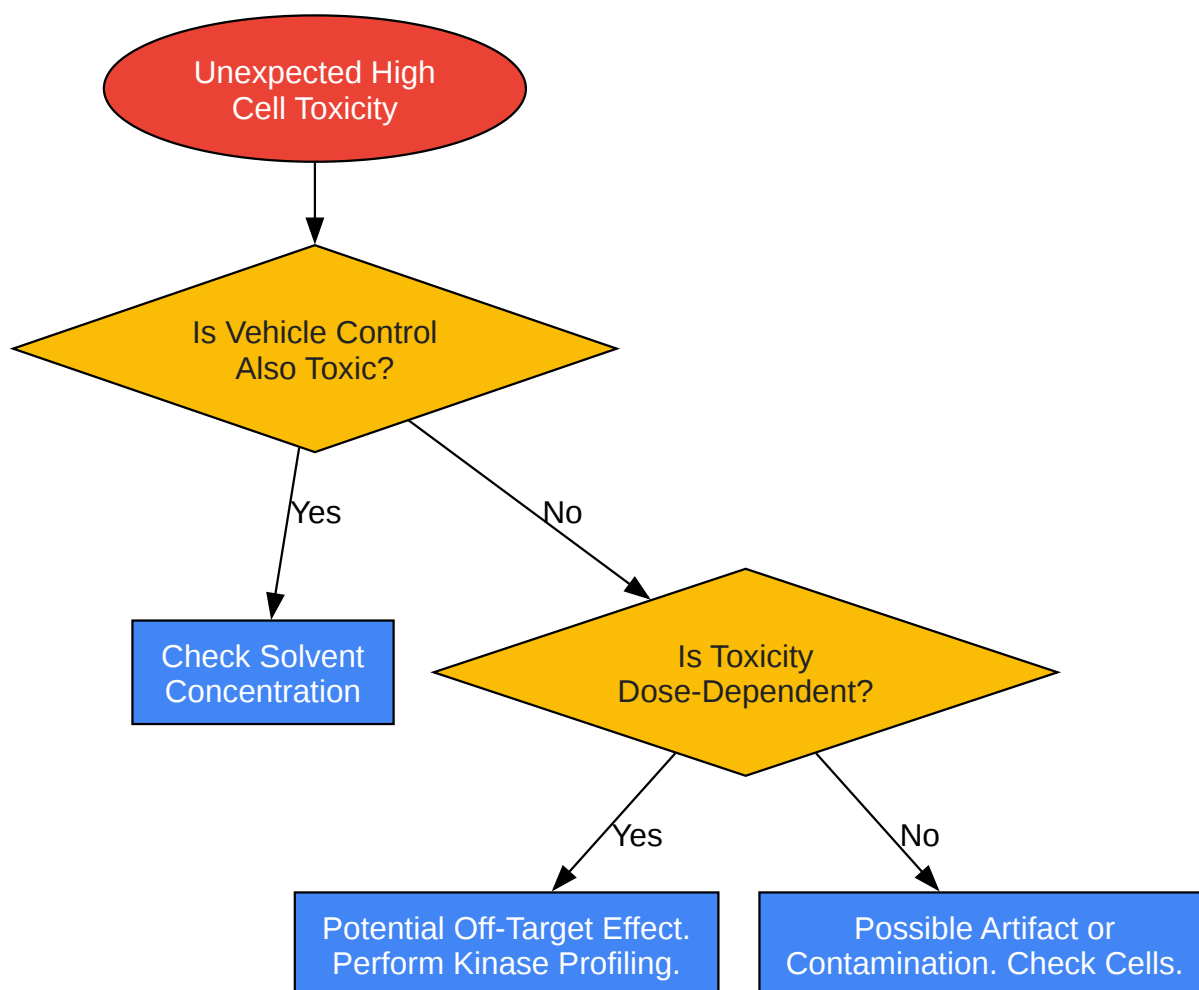 Unexpected High
Cell Toxicity
Is Vehicle Control
Also Toxic?
Yes
No
Check Solvent
Concentration
Is Toxicity
Dose-Dependent?
Yes
No
Potential Off-Target Effect.
Perform Kinase Profiling.
Possible Artifact or
Contamination. Check Cells.